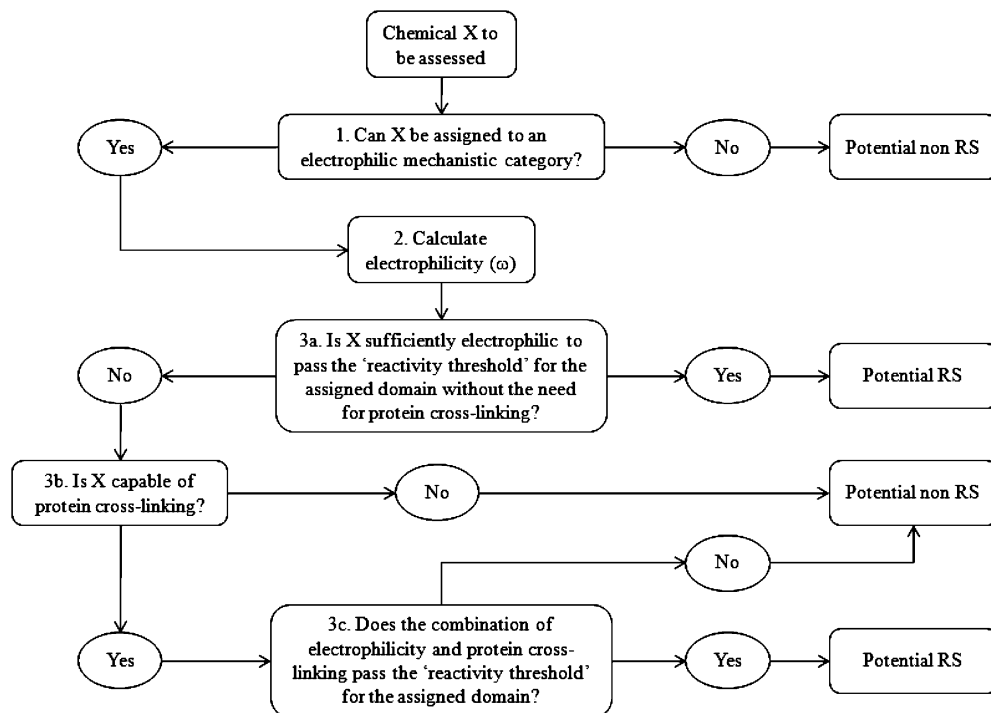 Chemical X to
be assessed
Yes
1. Can X be assigned to an
electrophilic mechanistic category?
No
Potential non RS
2. Calculate
electrophilicity (ω)
No
3a. Is X sufficiently electrophilic to
pass the ‘reactivity threshold’ for the
assigned domain without the need
for protein cross-linking?
Yes
Potential RS
3b. Is X capable of
protein cross-linking?
No
Potential non RS
No
Yes
3c. Does the combination of
electrophilicity and protein cross-
linking pass the ‘reactivity threshold’
for the assigned domain?
Yes
Potential RS